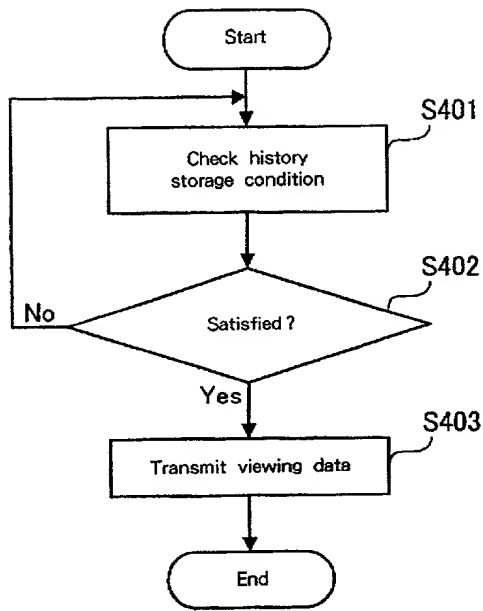 Start
S401
Check history
storage condition
S402
Satisfied?
No
Yes
S403
Transmit viewing data
End